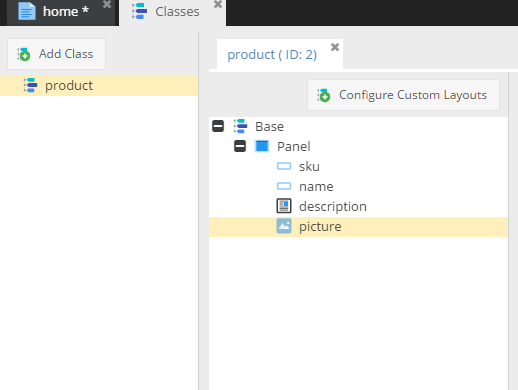 home *
Classes
Add Class
product
product ( ID: 2)
Configure Custom Layouts
Base
Panel
sku
name
description
picture